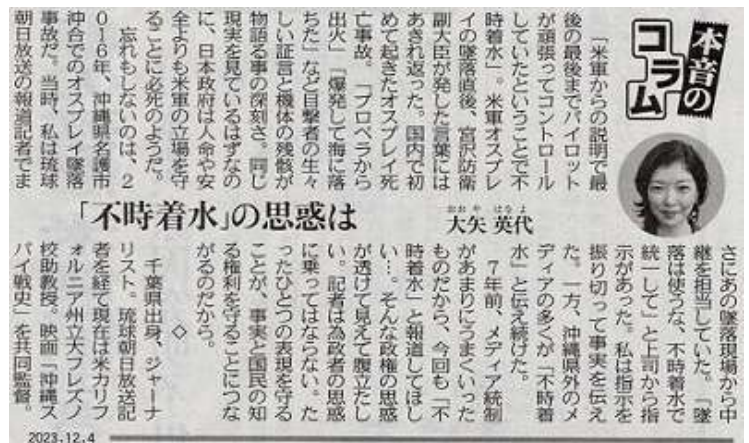 本音の
コラム
「不時着水」の思惑は
おおや はなよ
大矢 英代
「米軍からの説明で最
後の最後までパイロット
が頑張ってコントロール
していたということで不
時着水」。米軍オスプレ
イの墜落直後、宮沢防衛
副大臣が発した言葉には
あきれ返った。国内で初
めて起きたオスプレイ死
亡事故。「プロペラから
出火」「爆発して海に落
ちた」など目撃者の生々
しい証言と機体の残骸が
物語る事の深刻さ。同じ
現実を見ているはずなの
に、日本政府は人命や安
全よりも米軍の立場を守
ることに必死のようだ。
忘れもしないのは、2
016年、沖縄県名護市
沖合でのオスプレイ墜落
事故だ。当時、私は琉球
朝日放送の報道記者でま
さにあの墜落現場から中
継を担当していた。「墜
落は使うな、不時着水で
統一して」と上司から指
示があった。私は指示を
振り切って事実を伝え
た。一方、沖縄県外のメ
ディアの多くが「不時着
水」と伝え続けた。
7年前、メディア統制
があまりにうまくいった
ものだから、今回も「不
時着水」と報道してほし
い…。そんな政権の思惑
が透けて見えて腹立たし
い。記者は為政者の思惑
に乗ってはならない。た
ったひとつの表現を守る
ことが、事実と国民の知
る権利を守ることにつな
がるのだから。
◇
千葉県出身、ジャーナ
リスト。琉球朝日放送記
者を経て現在は米カリフ
ォルニア州立大フレズノ
校助教授。映画「沖縄ス
パイ戦史」を共同監督。
2023.12.4